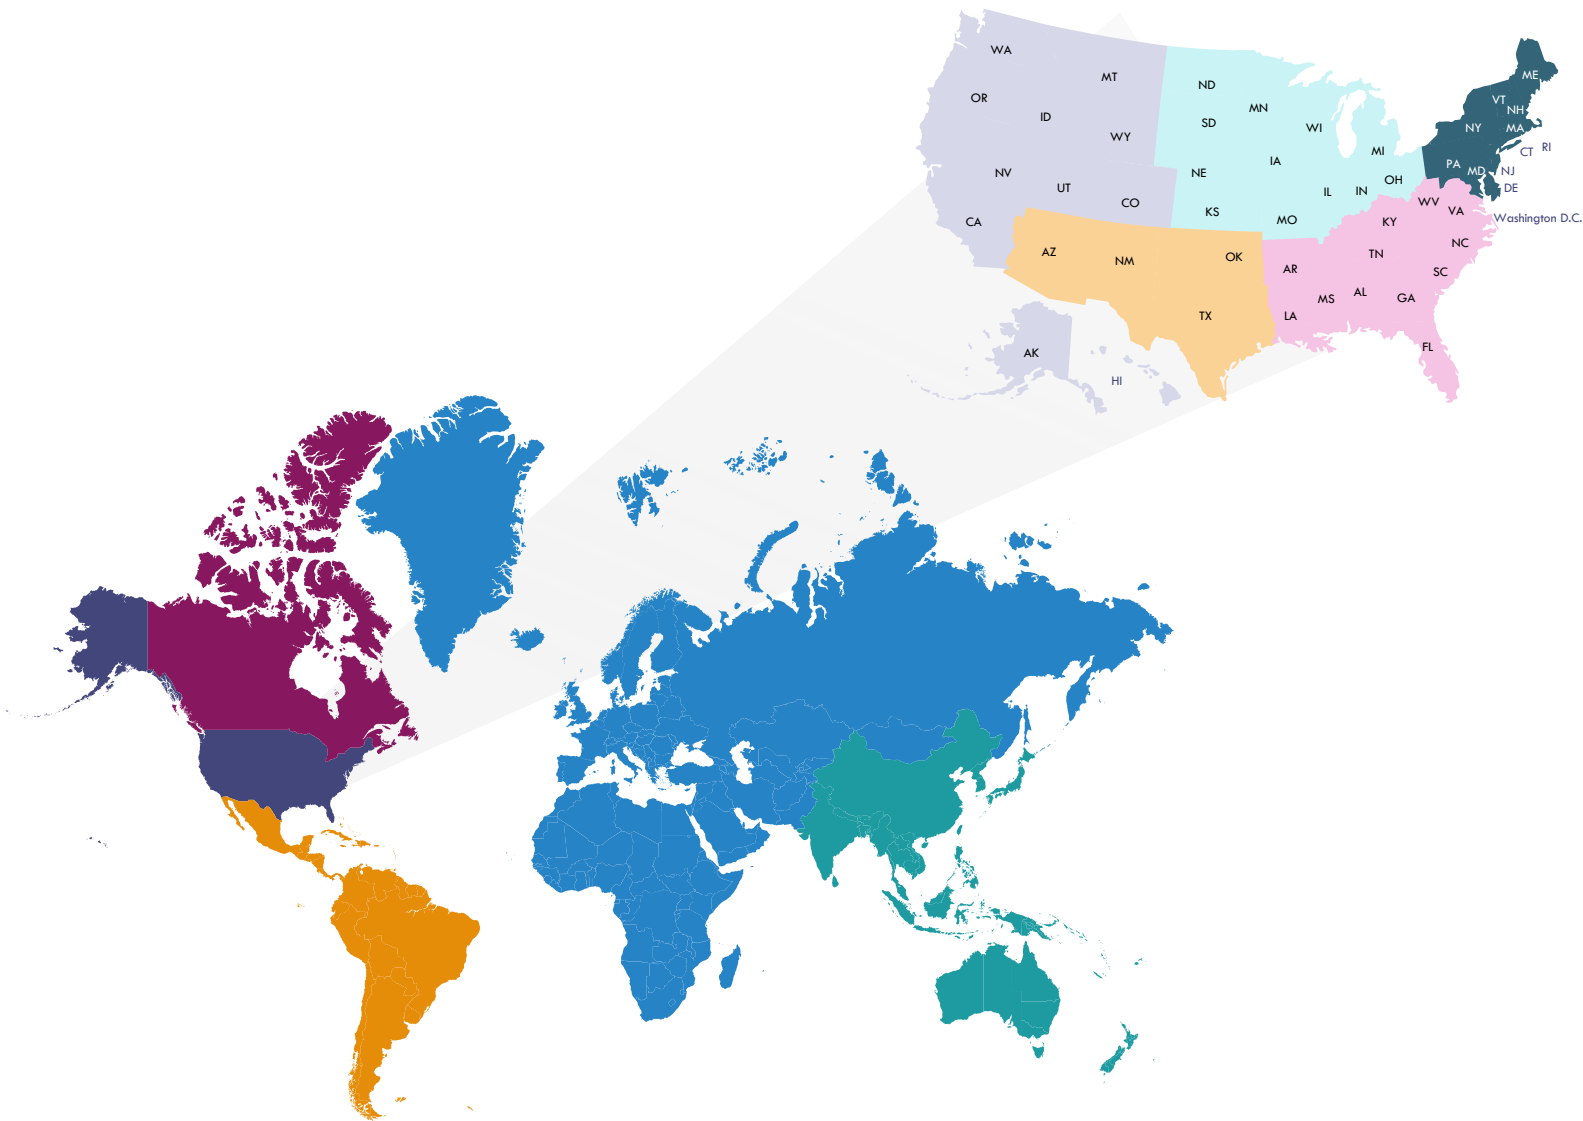 WA
MT
ND
ME
OR
ID
MN
VT
NH
SD
WI
NY
MA
WY
MI
CT
RI
IA
PA
MD
NJ
NV
NE
OH
UT
IL
IN
DE
CO
WV
VA
KS
MO
KY
Washington D.C.
CA
NC
AZ
NM
OK
TN
AR
SC
MS
AL
GA
TX
LA
AK
FL
HI